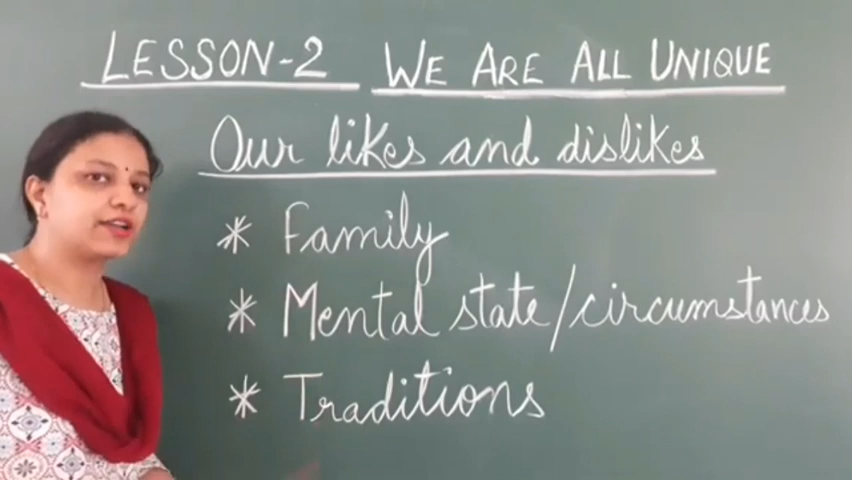 LESSON-2 WE ARE ALL UNIQUE
Our likes and dislikes
* Family
* Mental state/circumstances
* Traditions